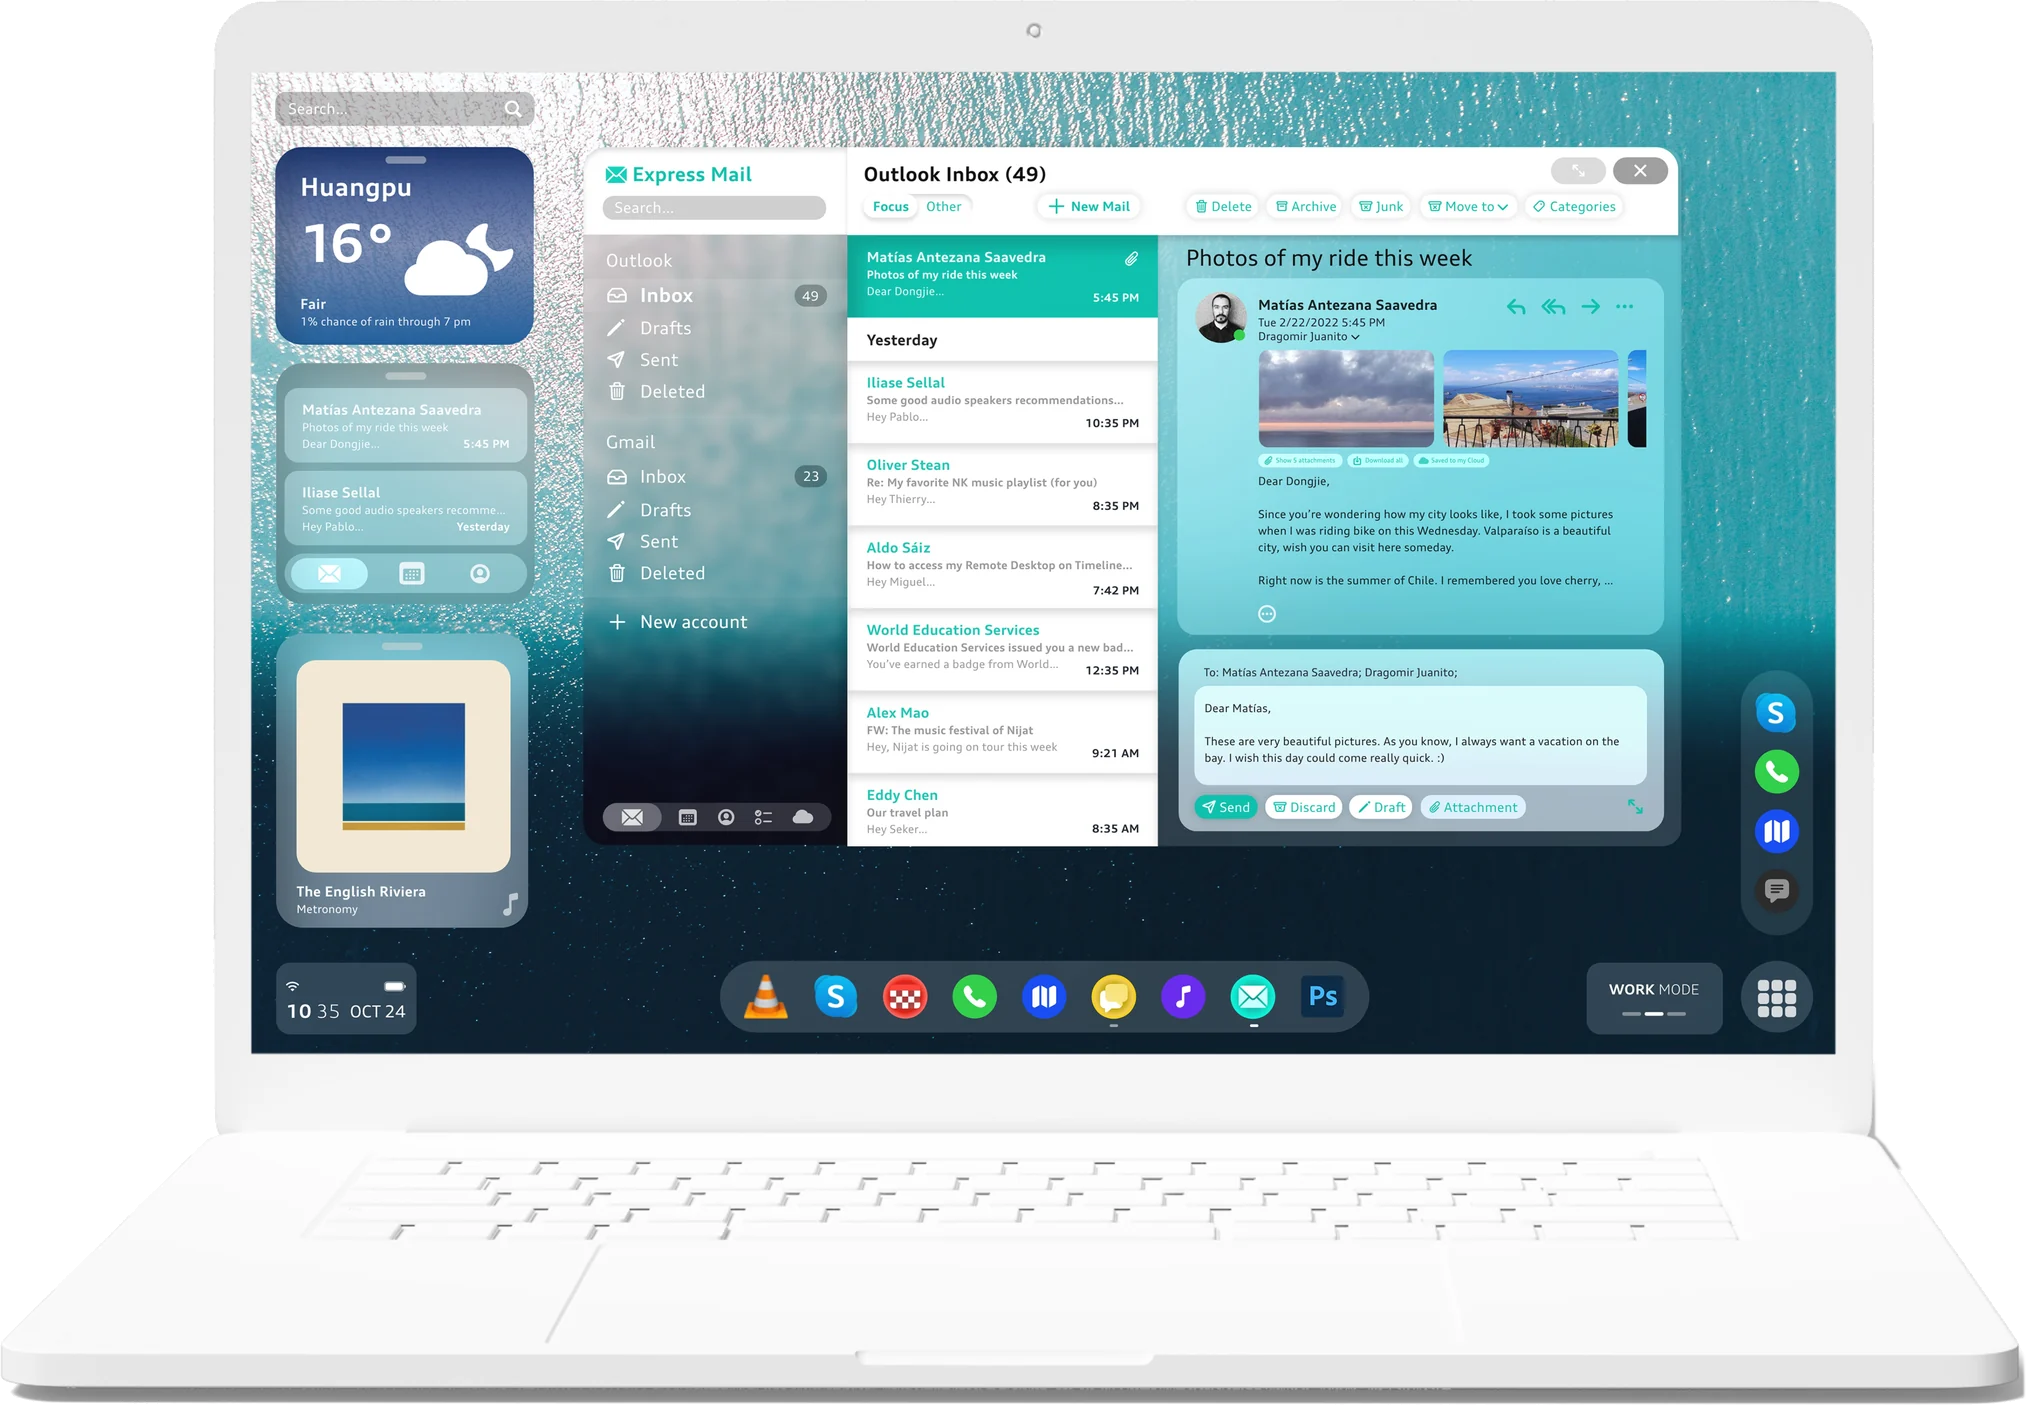 Search...
Huangpu
16°
Fair
1% chance of rain through 7 pm
Matías Antezana Saavedra
Photos of my ride this week
Dear Dongjie...
5:45 PM
Iliase Sellal
Some good audio speakers recomme...
Hey Pablo...
Yesterday
The English Riviera
Metronomy
10 35 OCT 24
Express Mail
Search...
Outlook
Inbox 49
Drafts
Sent
Deleted
Gmail
Inbox 23
Drafts
Sent
Deleted
New account
Outlook Inbox (49)
Focus Other
New Mail
Delete Archive Junk Move to Categories
Matías Antezana Saavedra
Photos of my ride this week
Dear Dongjie...
5:45 PM
Yesterday
Iliase Sellal
Some good audio speakers recommendations...
Hey Pablo...
10:35 PM
Oliver Stean
Re: My favorite NK music playlist (for you)
Hey Thierry...
8:35 PM
Aldo Sáiz
How to access my Remote Desktop on Timeline...
Hey Miguel...
7:42 PM
World Education Services
World Education Services issued you a new bad...
You've earned a badge from World...
12:35 PM
Alex Mao
FW: The music festival of Nijat
Hey, Nijat is going on tour this week
9:21 AM
Eddy Chen
Our travel plan
Hey Seker...
8:35 AM
Photos of my ride this week
Matías Antezana Saavedra
Tue 2/22/2022 5:45 PM
Dragomir Juanito
Show 5 attachments Download all Saved to my Cloud
Dear Dongjie,
Since you're wondering how my city looks like, I took some pictures
when I was riding bike on this Wednesday. Valparaíso is a beautiful
city, wish you can visit here someday.
Right now is the summer of Chile. I remembered you love cherry, ...
To: Matías Antezana Saavedra; Dragomir Juanito;
Dear Matías,
These are very beautiful pictures. As you know, I always want a vacation on the
bay. I wish this day could come really quick. :)
Send Discard Draft Attachment
S
S
Ps
WORK MODE